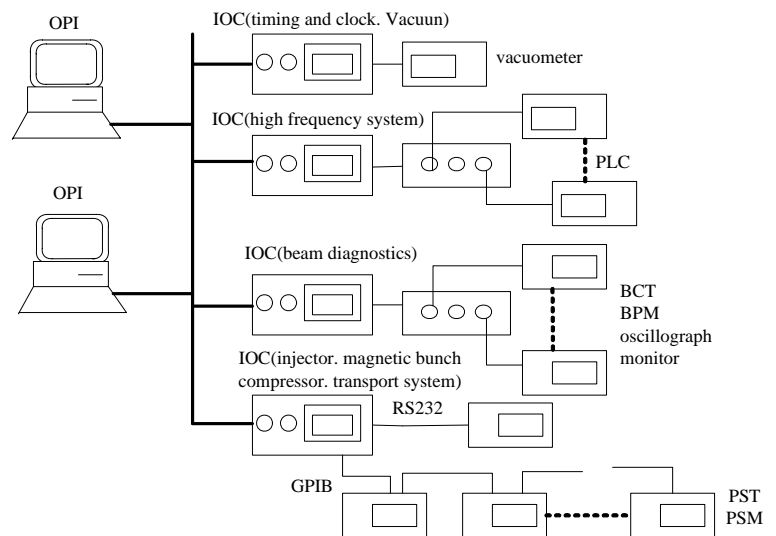 OPI
IOC(timing and clock. Vacuun)
vacuometer
IOC(high frequency system)
PLC
OPI
IOC(beam diagnostics)
BCT
BPM
oscillograph
monitor
IOC(injector. magnetic bunch
compressor. transport system)
RS232
GPIB
PST
PSM